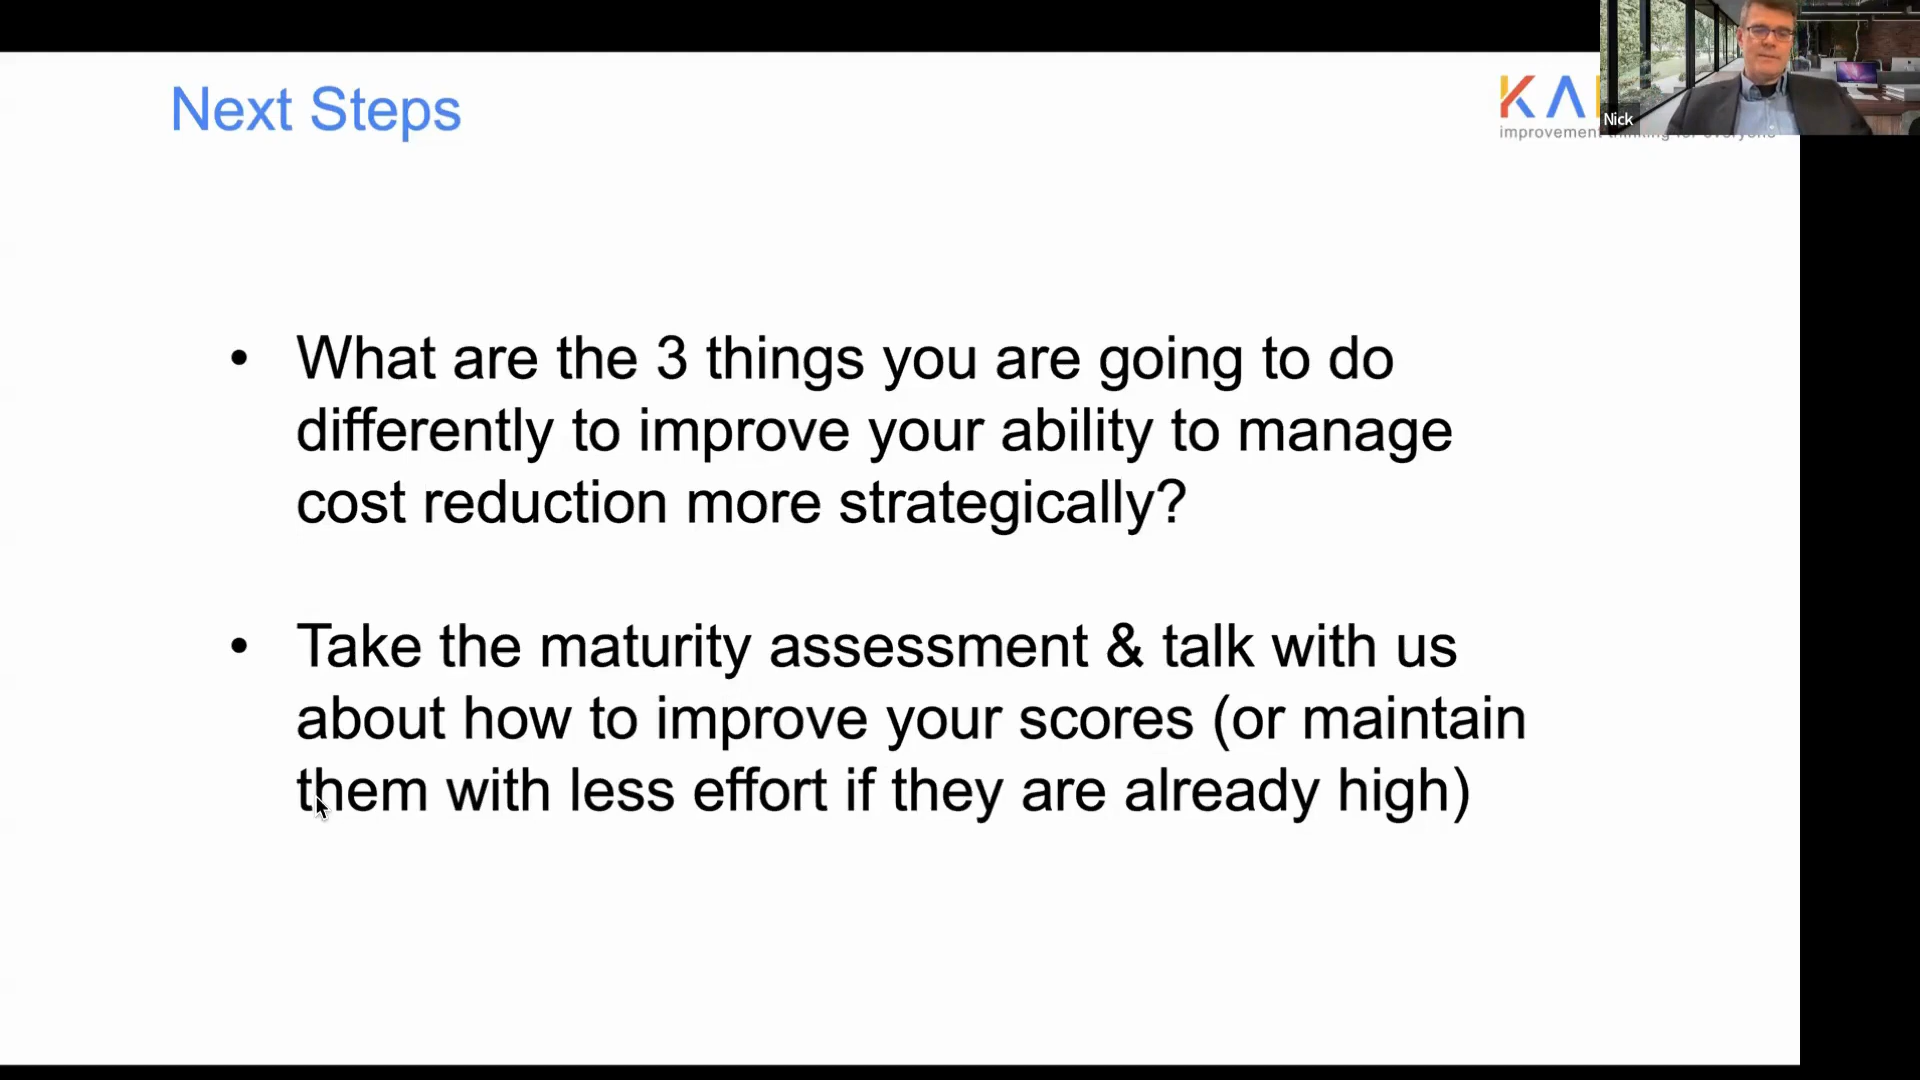 Next Steps
KA
improvement
Nick
• What are the 3 things you are going to do
differently to improve your ability to manage
cost reduction more strategically?
• Take the maturity assessment & talk with us
about how to improve your scores (or maintain
them with less effort if they are already high)